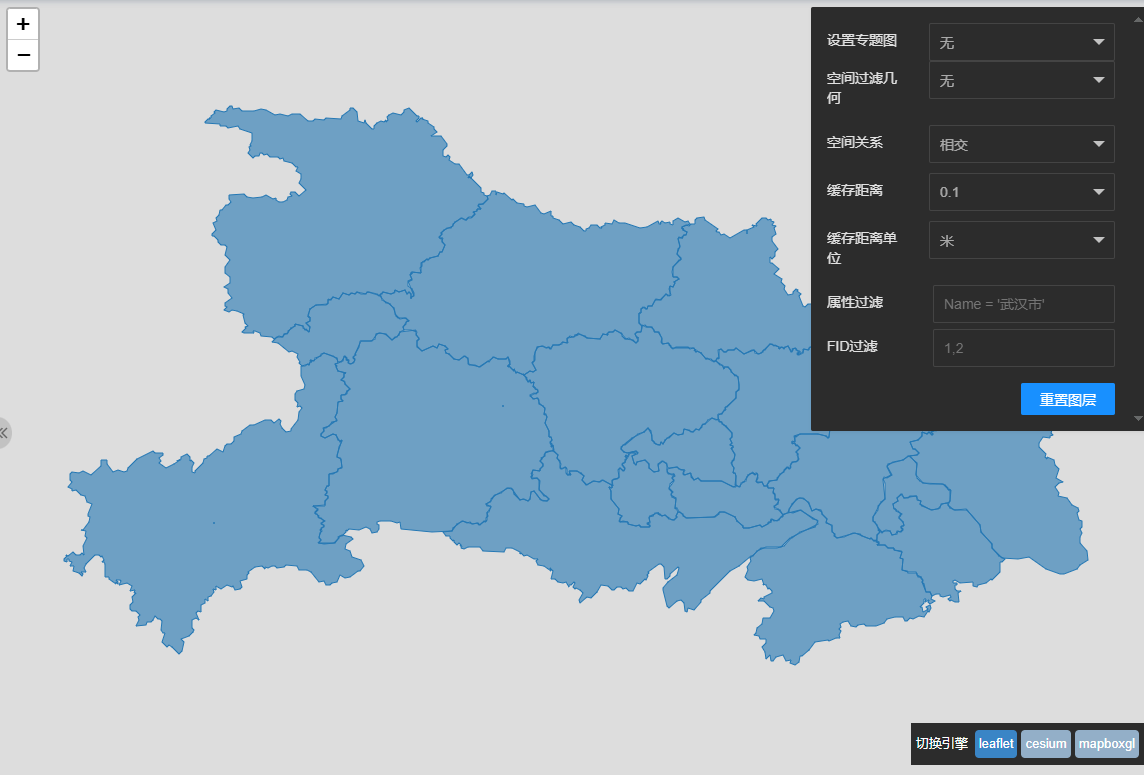 +
−
设置专题图 无
空间过滤几
何 无
空间关系 相交
缓存距离 0.1
缓存距离单
位 米
属性过滤 Name = '武汉市'
FID过滤 1,2
重置图层
切换引擎 leaflet cesium mapboxgl